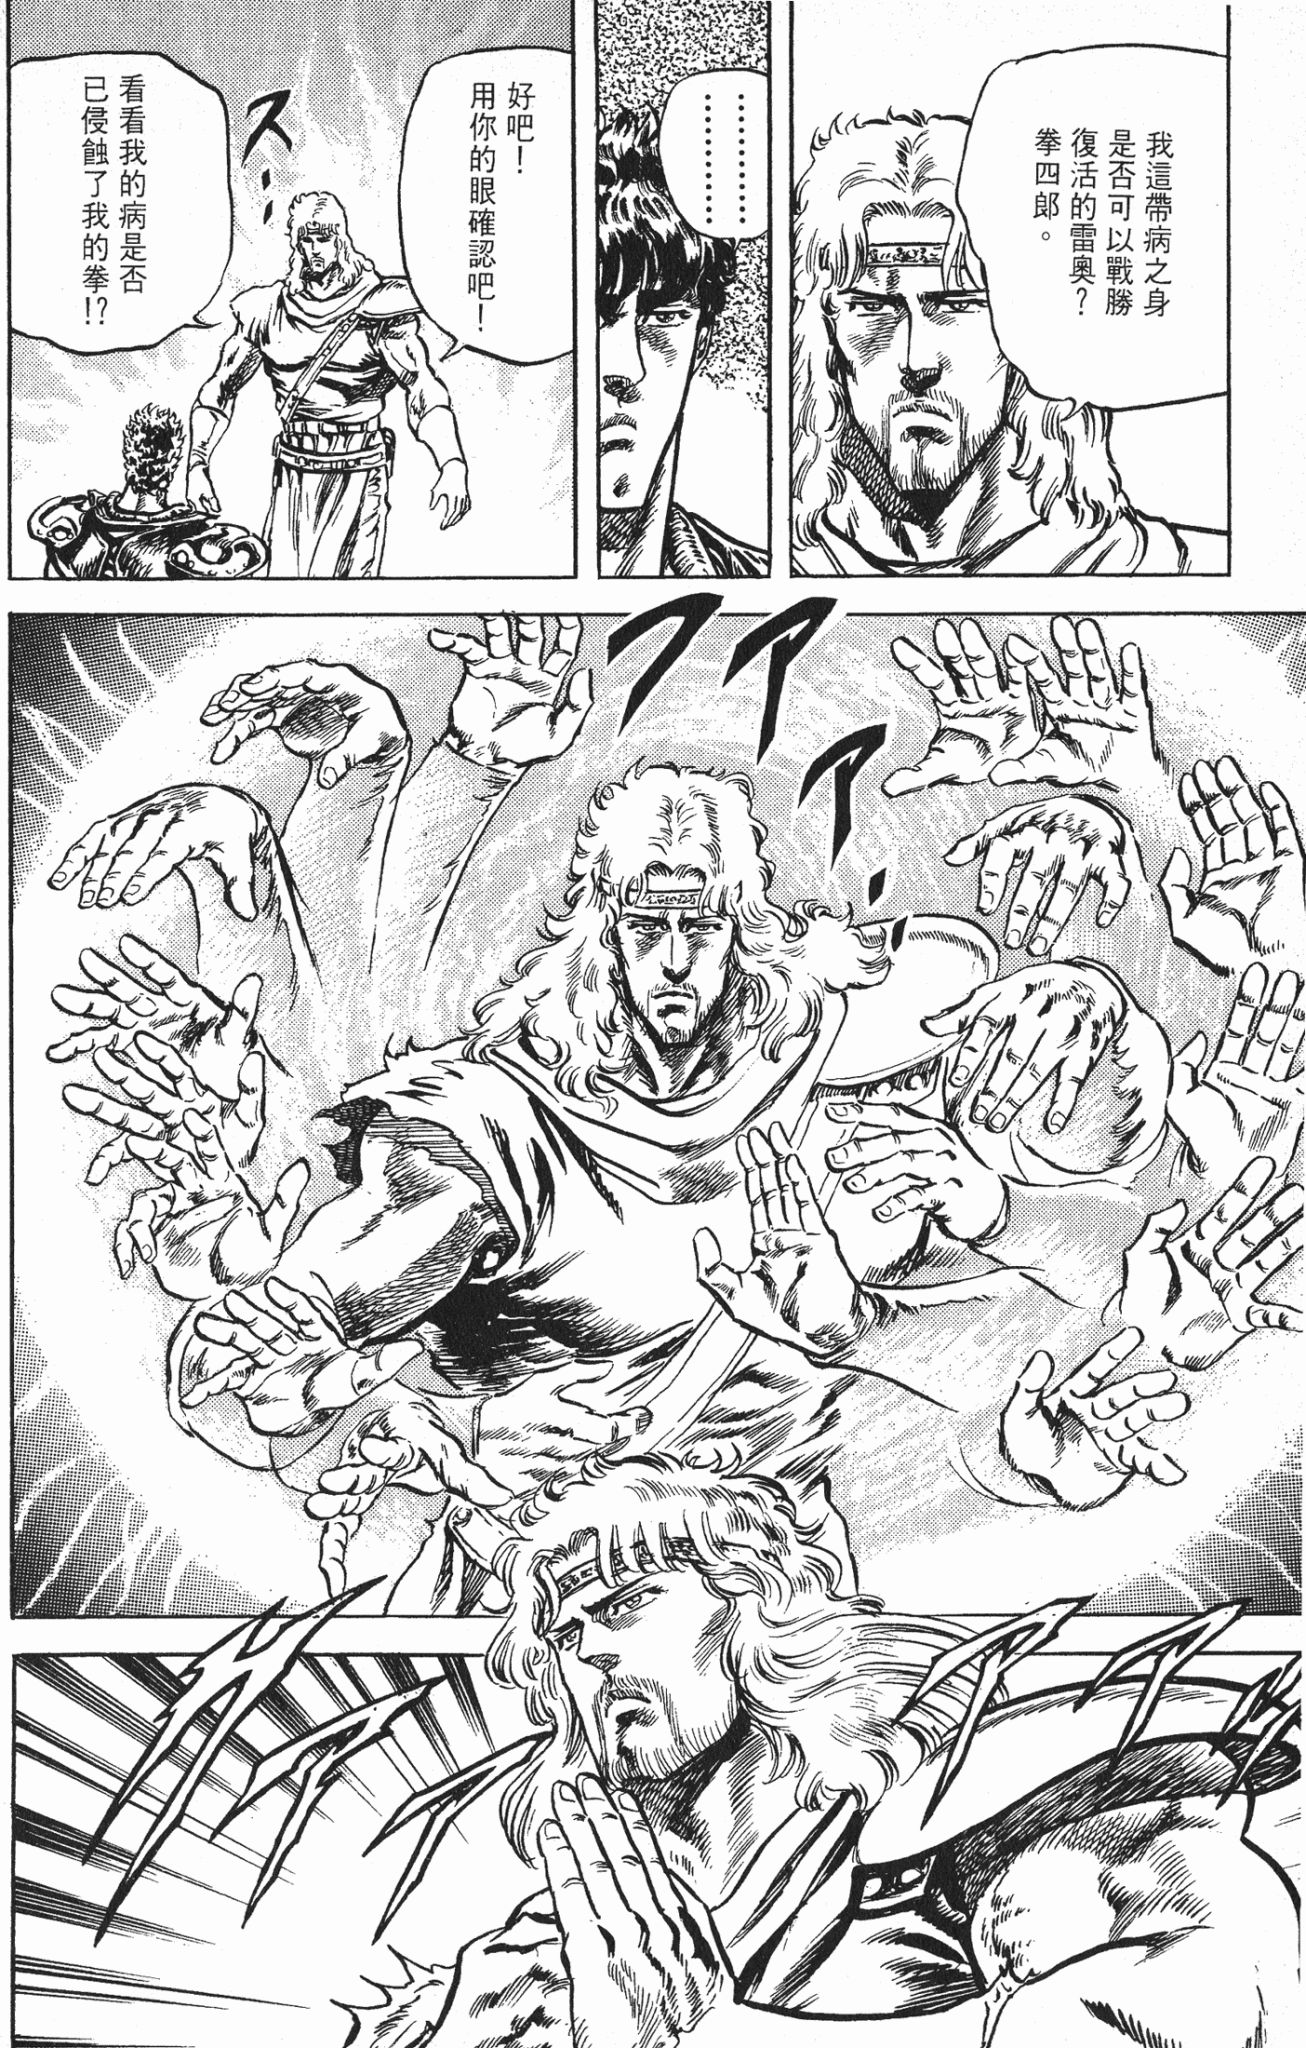 我這帶病之身
是否可以戰勝
復活的雷奧？
拳四郎。
…………
…………
好吧！
用你的眼確認吧！
ス
看看我的病是否
已侵蝕了我的拳!?
ファァ